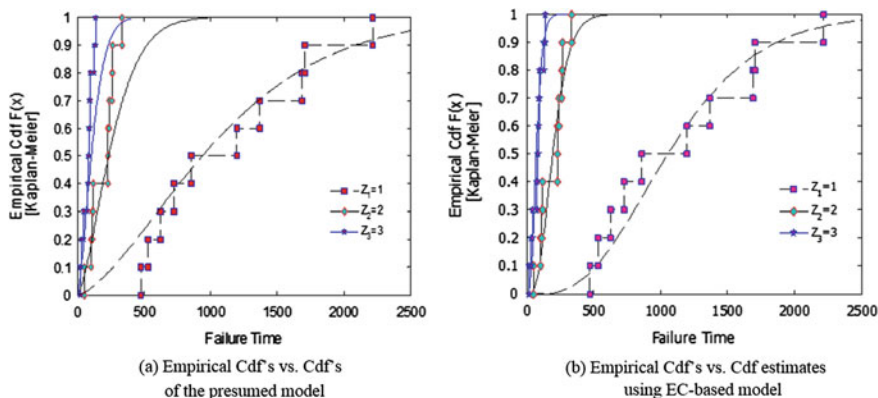 1
0.9
0.8
0.7
0.6
0.5
0.4
0.3
0.2
0.1
0
Empirical Cdf F(x)
[Kaplan-Meier]
Z₁=1
Z₂=2
Z₃=3
0 500 1000 1500 2000 2500
Failure Time
(a) Empirical Cdf's vs. Cdf's
of the presumed model
1
0.9
0.8
0.7
0.6
0.5
0.4
0.3
0.2
0.1
0
Empirical Cdf F(x)
[Kaplan-Meier]
Z₁=1
Z₂=2
Z₃=3
0 500 1000 1500 2000 2500
Failure Time
(b) Empirical Cdf's vs. Cdf estimates
using EC-based model